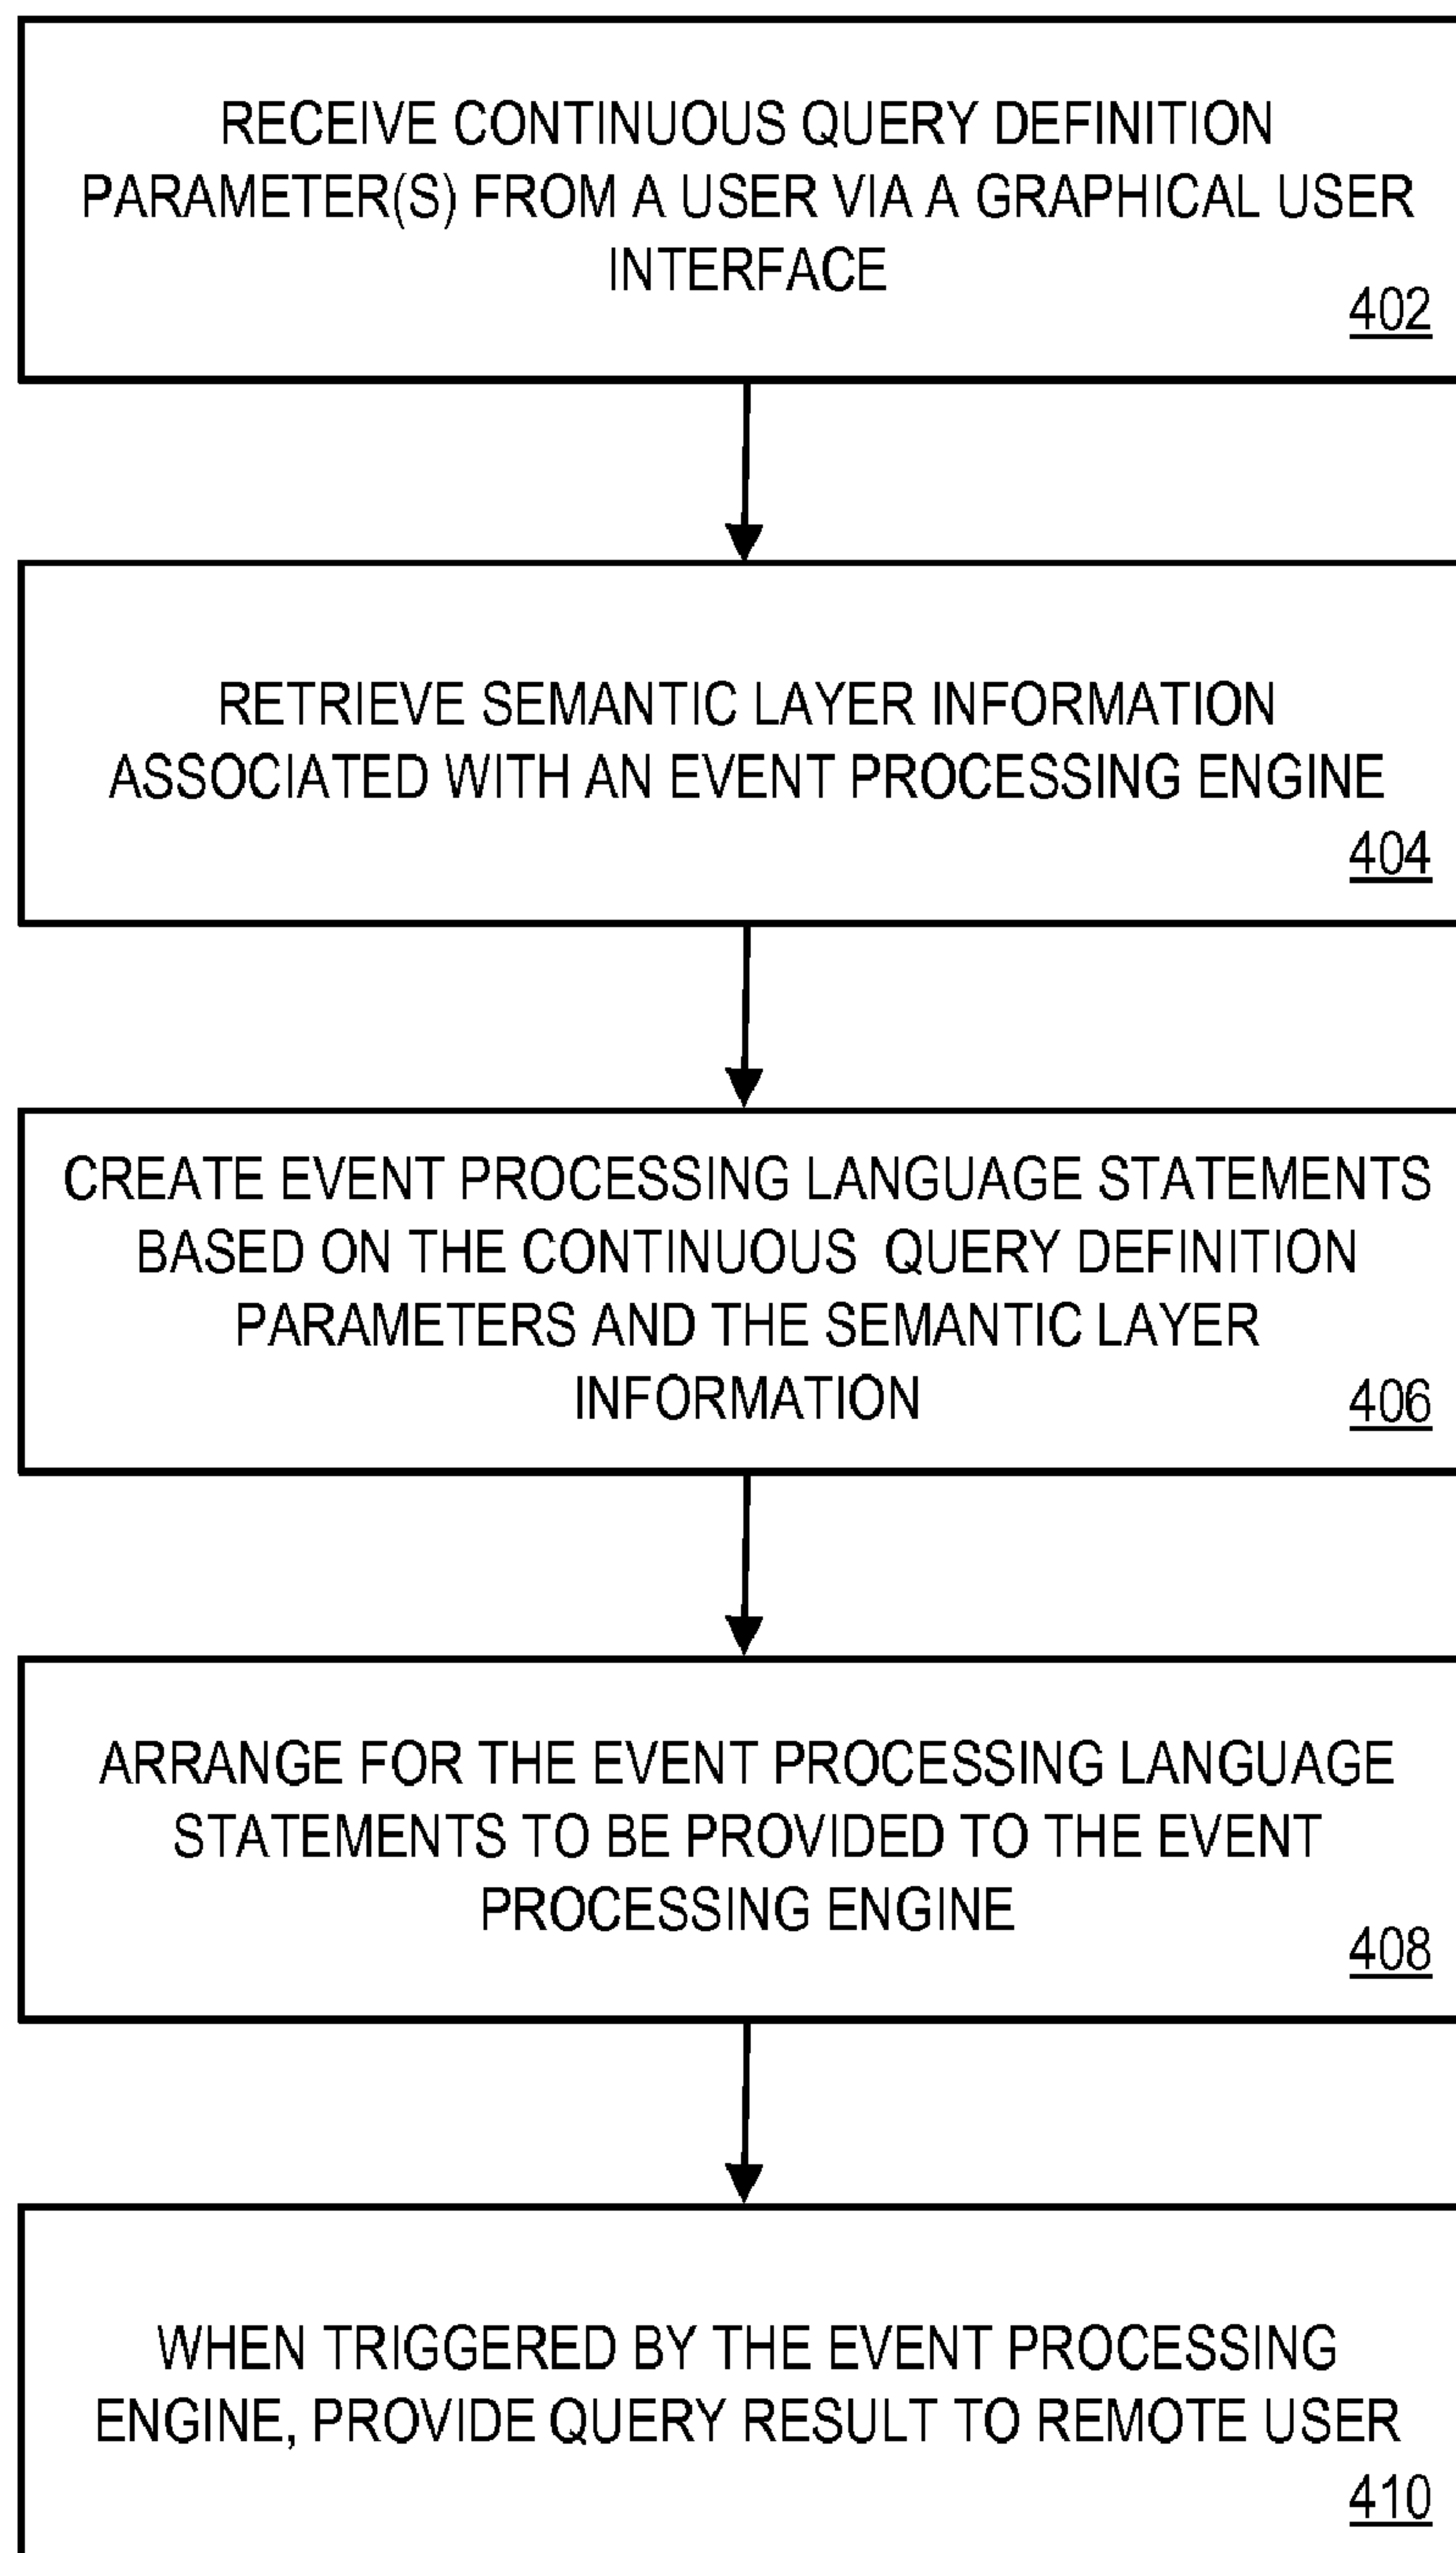 RECEIVE CONTINUOUS QUERY DEFINITION
PARAMETER(S) FROM A USER VIA A GRAPHICAL USER
INTERFACE
402
RETRIEVE SEMANTIC LAYER INFORMATION
ASSOCIATED WITH AN EVENT PROCESSING ENGINE
404
CREATE EVENT PROCESSING LANGUAGE STATEMENTS
BASED ON THE CONTINUOUS QUERY DEFINITION
PARAMETERS AND THE SEMANTIC LAYER
INFORMATION
406
ARRANGE FOR THE EVENT PROCESSING LANGUAGE
STATEMENTS TO BE PROVIDED TO THE EVENT
PROCESSING ENGINE
408
WHEN TRIGGERED BY THE EVENT PROCESSING
ENGINE, PROVIDE QUERY RESULT TO REMOTE USER
410